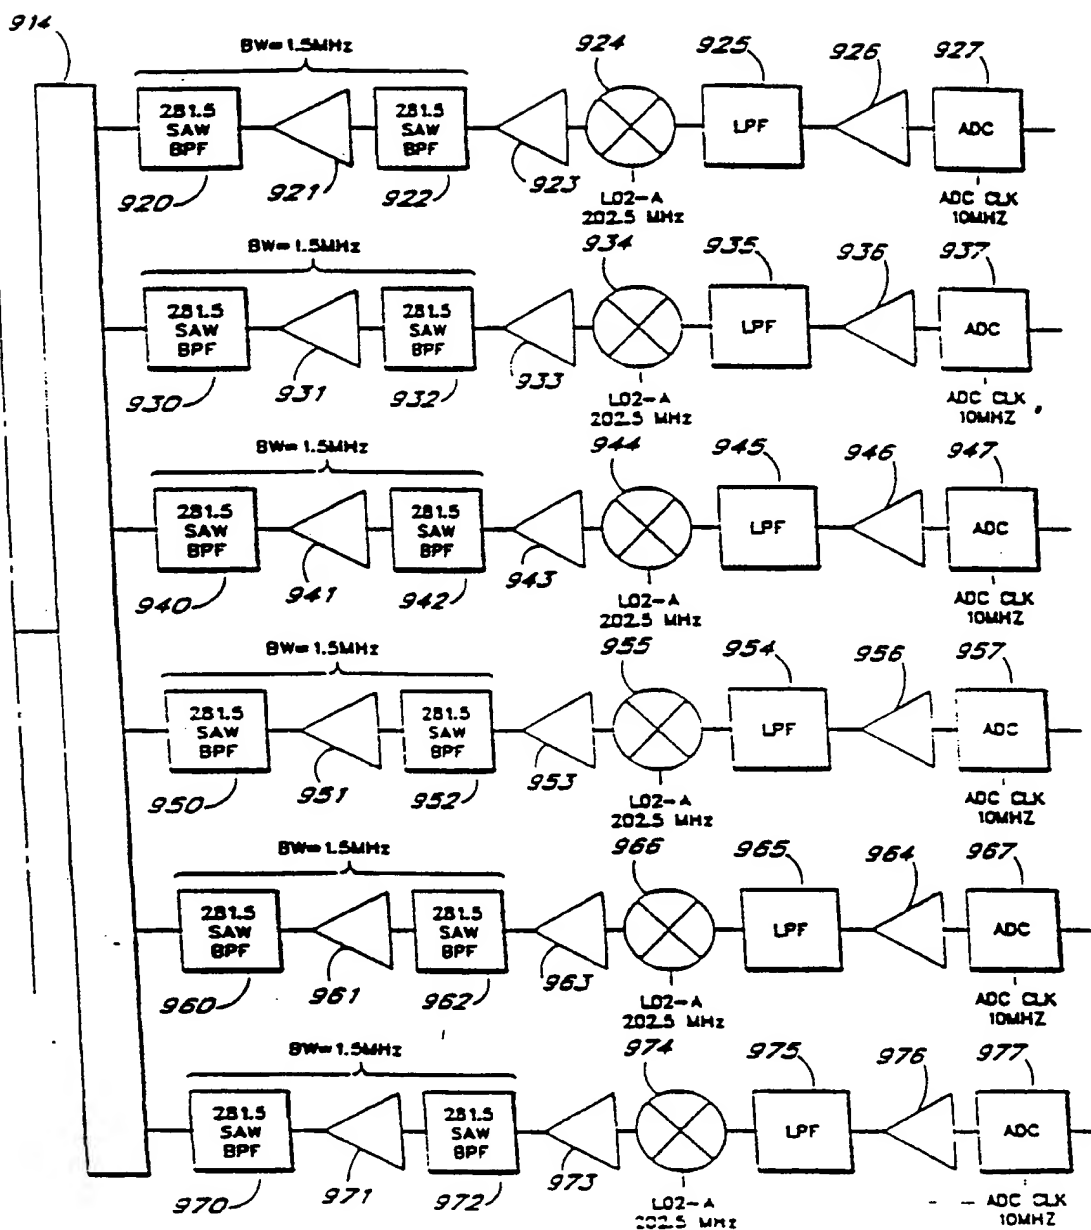 914
BW= 1.5MHz
924
925
926
927
281.5
SAW
BPF
281.5
SAW
BPF
LPF
ADC
920
921
922
923
LO2-A
202.5 MHz
ADC CLK
10MHZ
BW= 1.5MHz
934
935
936
937
281.5
SAW
BPF
281.5
SAW
BPF
LPF
ADC
930
931
932
933
LO2-A
202.5 MHz
ADC CLK
10MHZ
BW= 1.5MHz
944
945
946
947
281.5
SAW
BPF
281.5
SAW
BPF
LPF
ADC
940
941
942
943
LO2-A
202.5 MHz
ADC CLK
10MHZ
BW= 1.5MHz
955
954
956
957
281.5
SAW
BPF
281.5
SAW
BPF
LPF
ADC
950
951
952
953
LO2-A
202.5 MHz
ADC CLK
10MHZ
BW= 1.5MHz
966
965
964
967
281.5
SAW
BPF
281.5
SAW
BPF
LPF
ADC
960
961
962
963
LO2-A
202.5 MHz
ADC CLK
10MHZ
BW= 1.5MHz
974
975
976
977
281.5
SAW
BPF
281.5
SAW
BPF
LPF
ADC
970
971
972
973
LO2-A
202.5 MHz
ADC CLK
10MHZ